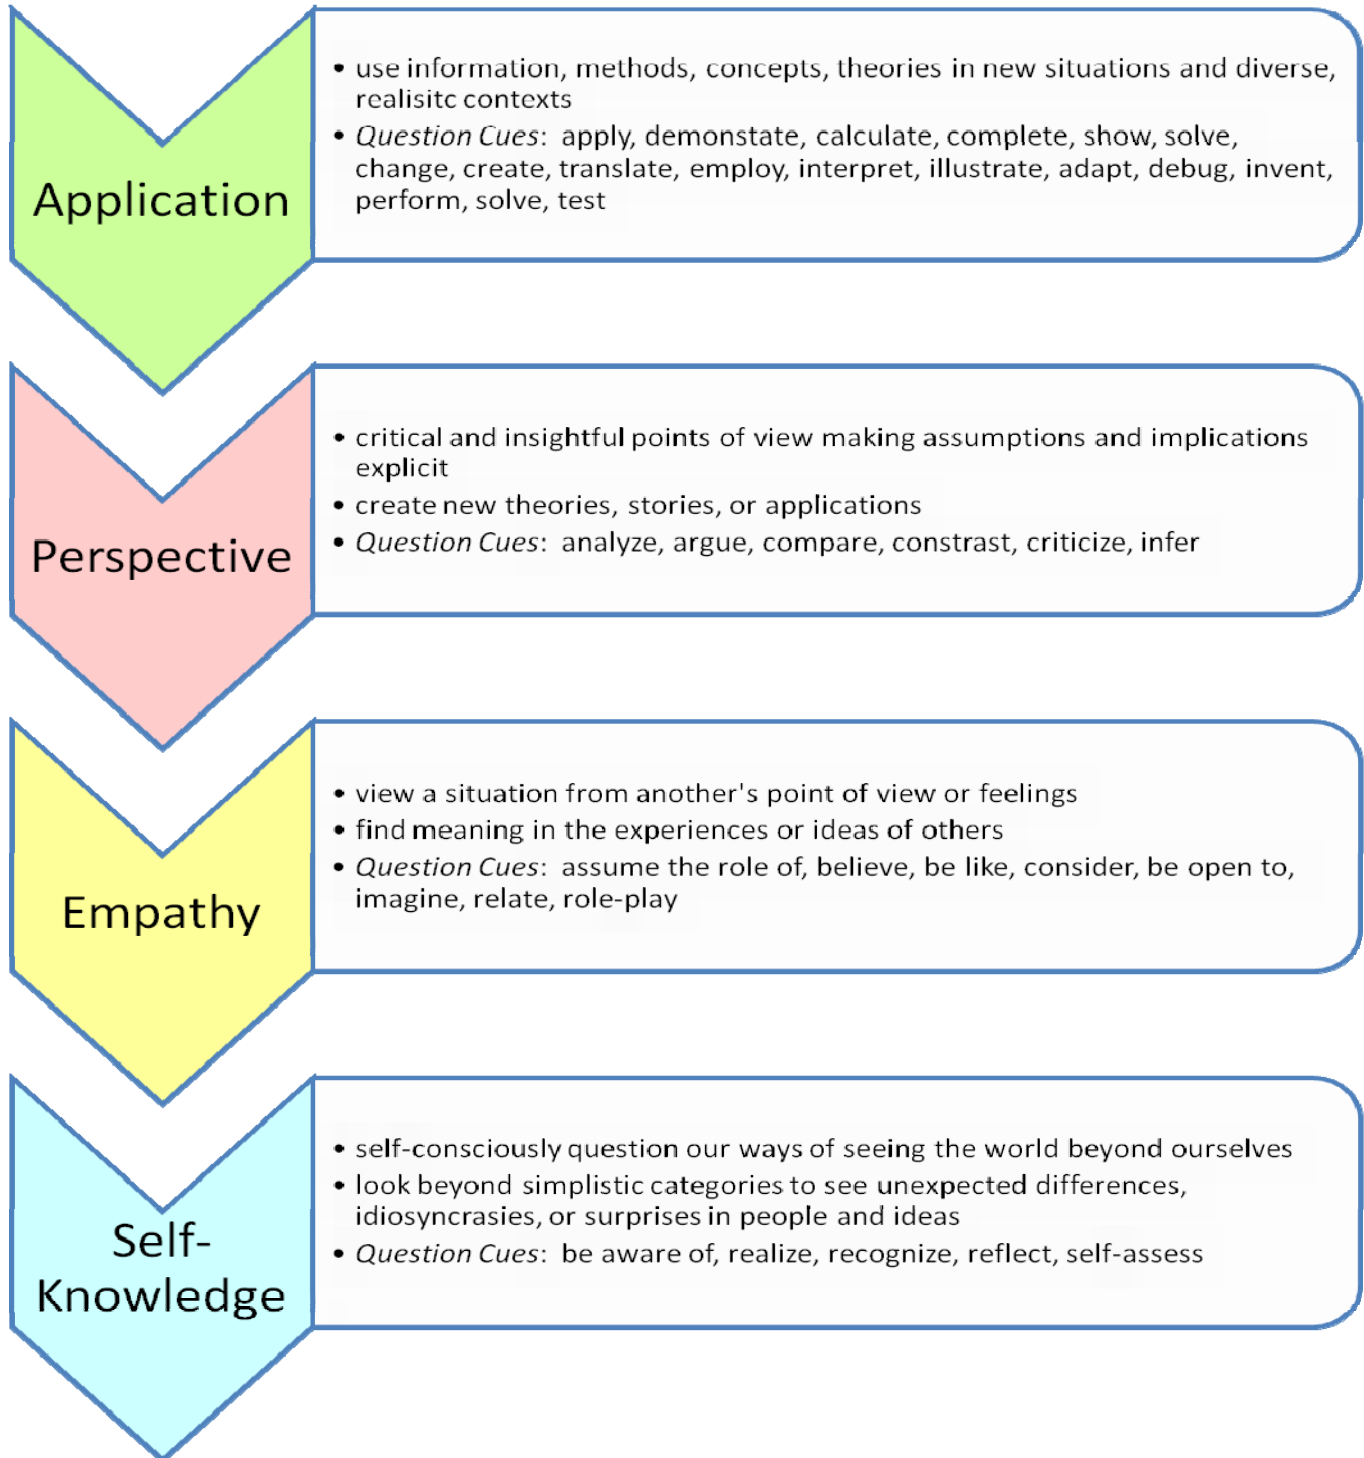 Application
• use information, methods, concepts, theories in new situations and diverse,
realisitc contexts
• Question Cues:  apply, demonstate, calculate, complete, show, solve,
change, create, translate, employ, interpret, illustrate, adapt, debug, invent,
perform, solve, test
Perspective
• critical and insightful points of view making assumptions and implications
explicit
• create new theories, stories, or applications
• Question Cues:  analyze, argue, compare, constrast, criticize, infer
Empathy
• view a situation from another's point of view or feelings
• find meaning in the experiences or ideas of others
• Question Cues:  assume the role of, believe, be like, consider, be open to,
imagine, relate, role-play
Self-
Knowledge
• self-consciously question our ways of seeing the world beyond ourselves
• look beyond simplistic categories to see unexpected differences,
idiosyncrasies, or surprises in people and ideas
• Question Cues:  be aware of, realize, recognize, reflect, self-assess